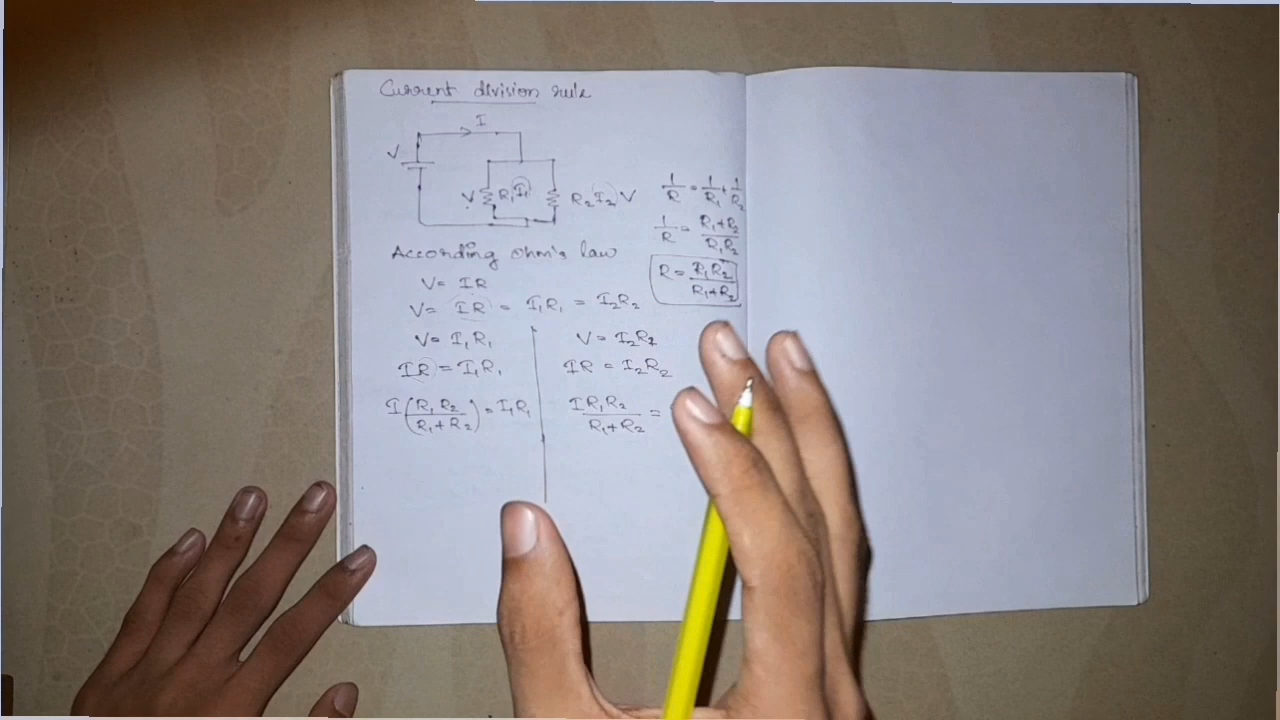 Current division rule
I
V
V R₁ I₁ R₂ I₂ V
According ohm's law
V = IR
V = IR = I₁R₁ = I₂R₂
V = I₁R₁
IR = I₁R₁
I(R₁R₂/R₁+R₂) = I₁R₁
V = I₂R₂
IR = I₂R₂
IR₁R₂/R₁+R₂ =
1/R = 1/R₁ + 1/R₂
1/R = R₁+R₂/R₁R₂
R = R₁R₂/R₁+R₂